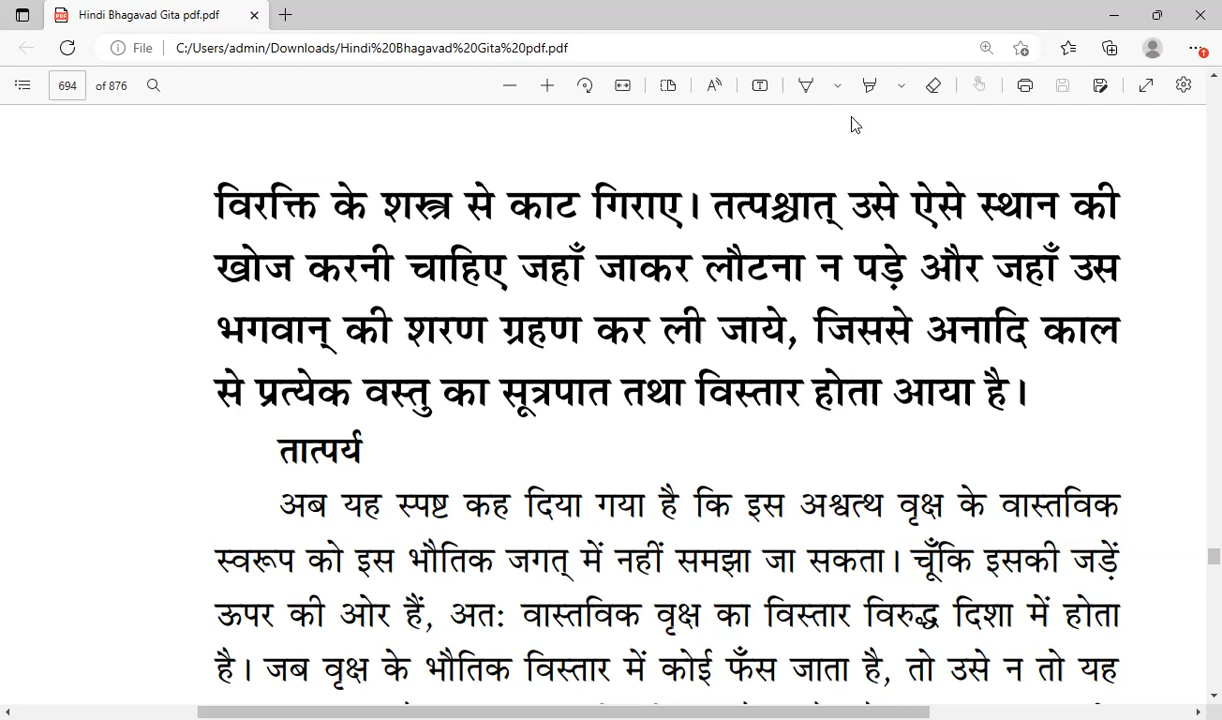 Hindi Bhagavad Gita pdf.pdf
File C:/Users/admin/Downloads/Hindi%20Bhagavad%20Gita%20pdf.pdf
694 of 876
विरक्ति के शस्त्र से काट गिराए। तत्पश्चात् उसे ऐसे स्थान की
खोज करनी चाहिए जहाँ जाकर लौटना न पड़े और जहाँ उस
भगवान् की शरण ग्रहण कर ली जाये, जिससे अनादि काल
से प्रत्येक वस्तु का सूत्रपात तथा विस्तार होता आया है।
तात्पर्य
अब यह स्पष्ट कह दिया गया है कि इस अश्वत्थ वृक्ष के वास्तविक
स्वरूप को इस भौतिक जगत् में नहीं समझा जा सकता। चूँकि इसकी जड़ें
ऊपर की ओर हैं, अत: वास्तविक वृक्ष का विस्तार विरुद्ध दिशा में होता
है। जब वृक्ष के भौतिक विस्तार में कोई फँस जाता है, तो उसे न तो यह